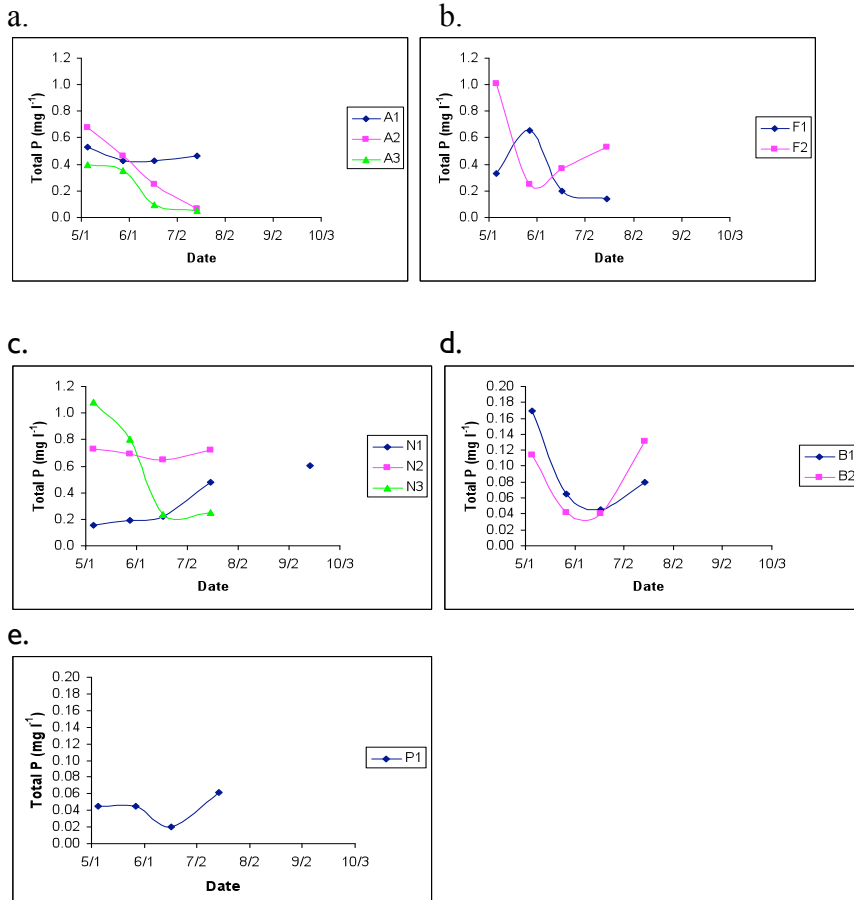 a.
Total P (mg l-1)
1.2
1.0
0.8
0.6
0.4
0.2
0.0
5/1 6/1 7/2 8/2 9/2 10/3
Date
A1
A2
A3
b.
Total P (mg l-1)
1.2
1.0
0.8
0.6
0.4
0.2
0.0
5/1 6/1 7/2 8/2 9/2 10/3
Date
F1
F2
c.
Total P (mg l-1)
1.2
1.0
0.8
0.6
0.4
0.2
0.0
5/1 6/1 7/2 8/2 9/2 10/3
Date
N1
N2
N3
d.
Total P (mg l-1)
0.20
0.18
0.16
0.14
0.12
0.10
0.08
0.06
0.04
0.02
0.00
5/1 6/1 7/2 8/2 9/2 10/3
Date
B1
B2
e.
Total P (mg l-1)
0.20
0.18
0.16
0.14
0.12
0.10
0.08
0.06
0.04
0.02
0.00
5/1 6/1 7/2 8/2 9/2 10/3
Date
P1